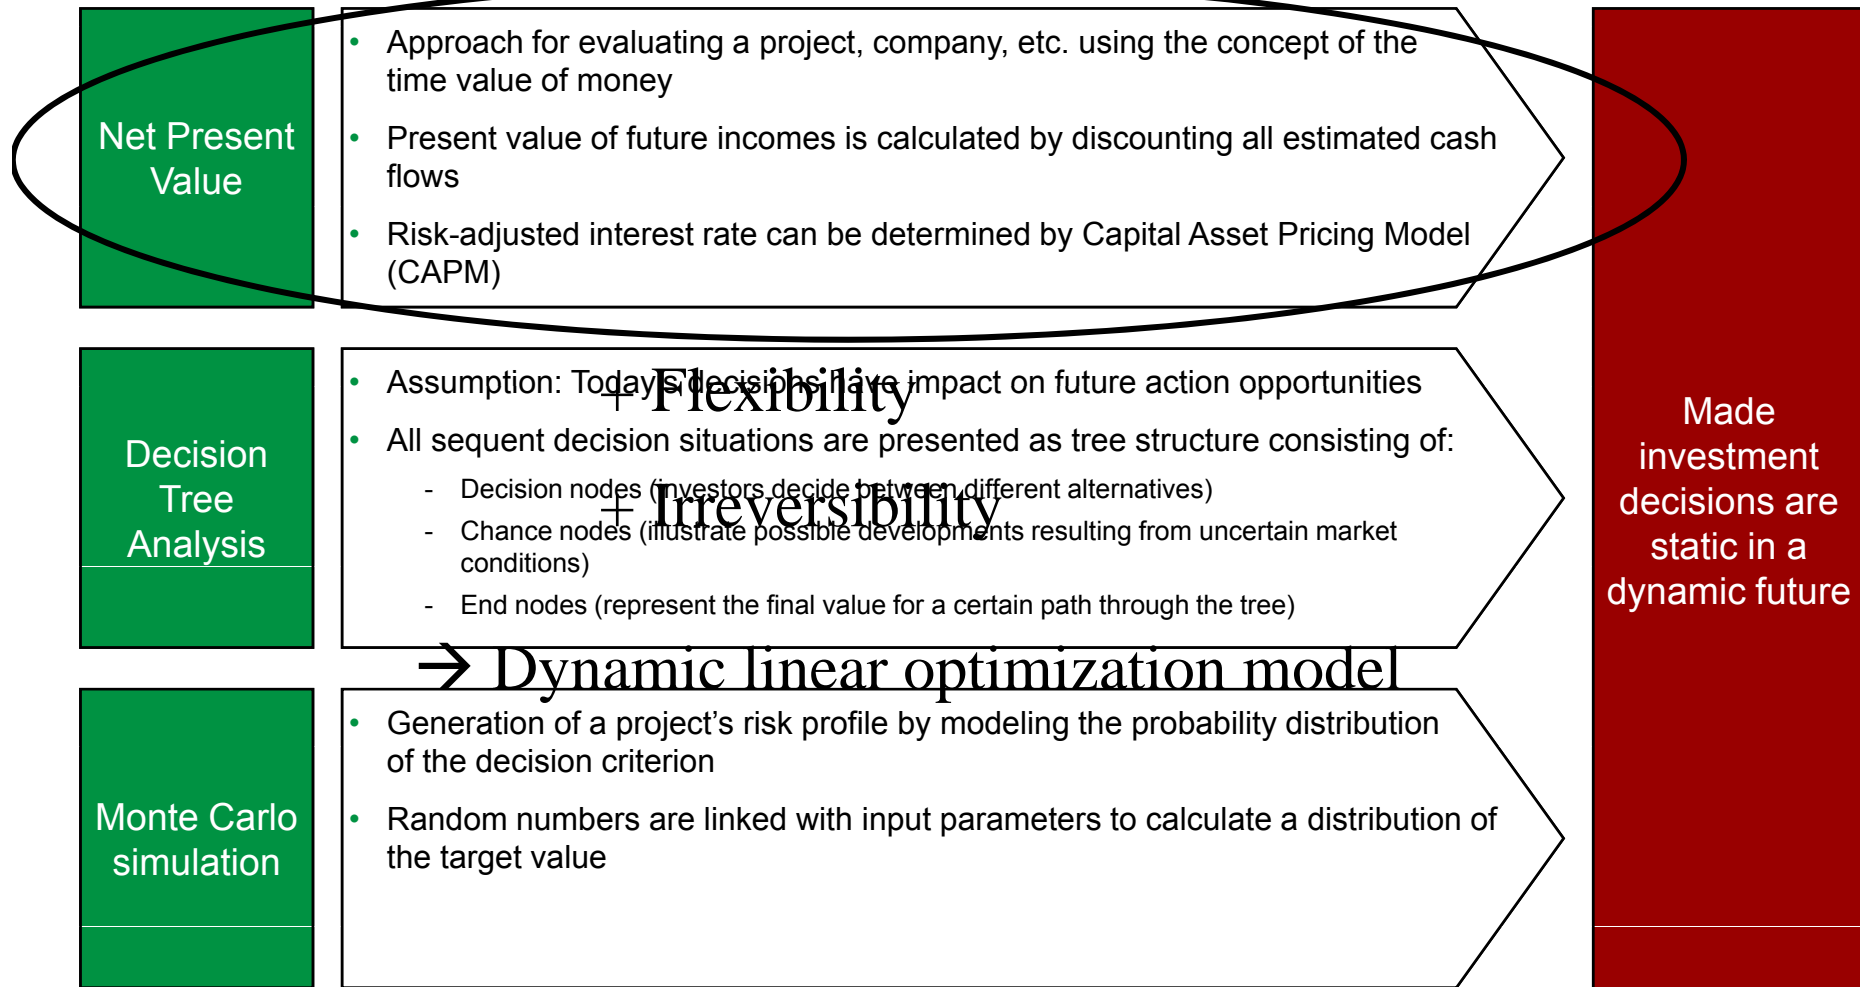 Net Present
Value
• Approach for evaluating a project, company, etc. using the concept of the
time value of money
• Present value of future incomes is calculated by discounting all estimated cash
flows
• Risk-adjusted interest rate can be determined by Capital Asset Pricing Model
(CAPM)
Decision
Tree
Analysis
• Assumption: Today's decisions have impact on future action opportunities
+ Flexibility
• All sequent decision situations are presented as tree structure consisting of:
- Decision nodes (investors decide between different alternatives)
+ Irreversibility
- Chance nodes (illustrate possible developments resulting from uncertain market
conditions)
- End nodes (represent the final value for a certain path through the tree)
→ Dynamic linear optimization model
Monte Carlo
simulation
• Generation of a project’s risk profile by modeling the probability distribution
of the decision criterion
• Random numbers are linked with input parameters to calculate a distribution of
the target value
Made
investment
decisions are
static in a
dynamic future